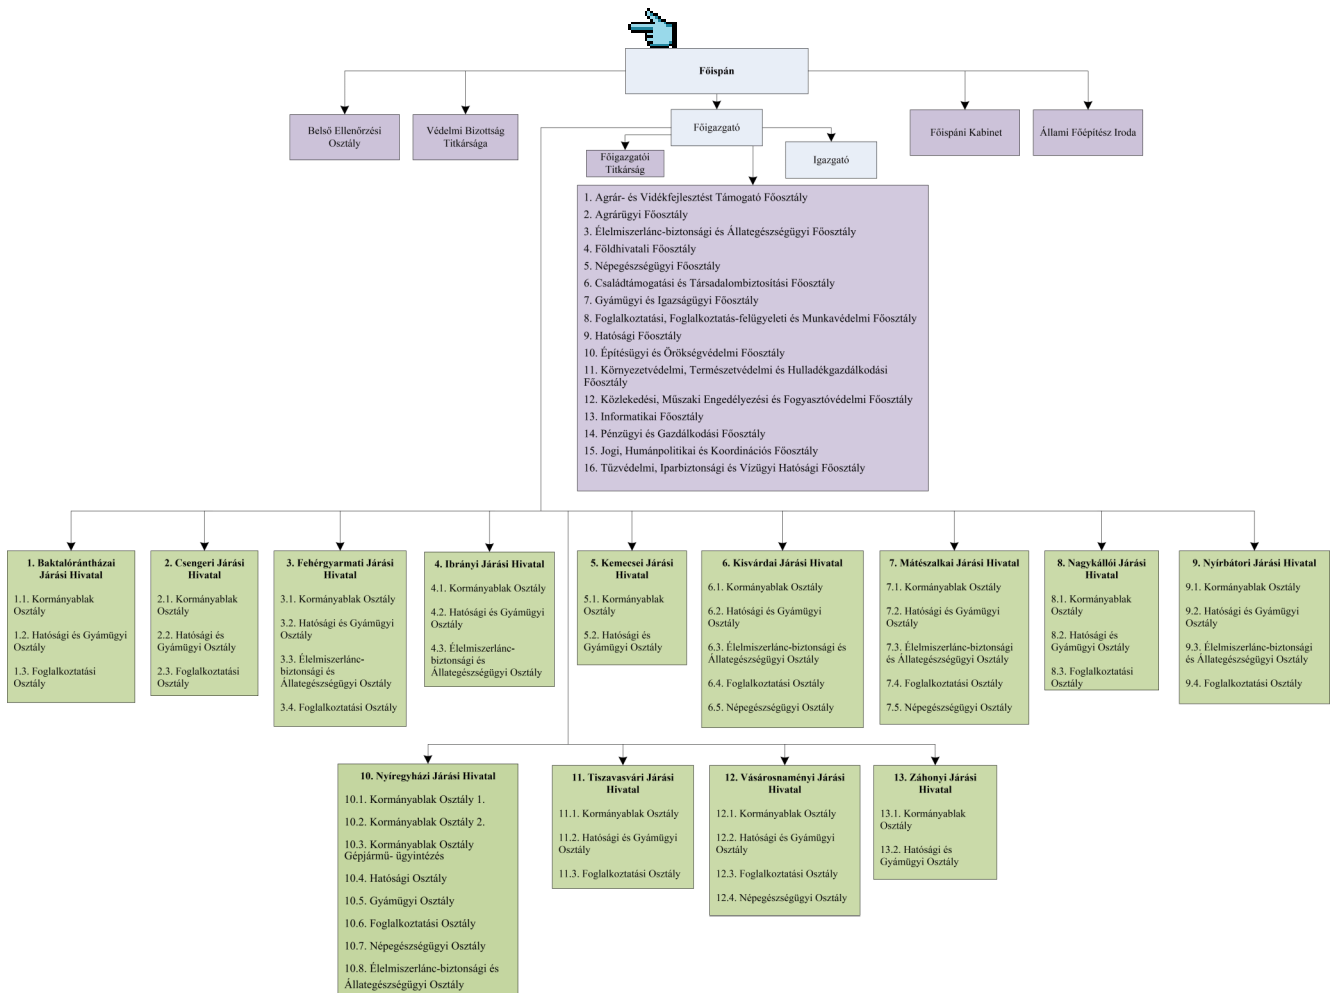 Főispán
Belső Ellenőrzési
Osztály
Védelmi Bizottság
Titkársága
Főigazgató
Főispáni Kabinet
Állami Főépítész Iroda
Főigazgatói
Titkárság
Igazgató
1. Agrár- és Vidékfejlesztést Támogató Főosztály
2. Agrárügyi Főosztály
3. Élelmiszerlánc-biztonsági és Állategészségügyi Főosztály
4. Földhivatali Főosztály
5. Népegészségügyi Főosztály
6. Családtámogatási és Társadalombiztosítási Főosztály
7. Gyámügyi és Igazságügyi Főosztály
8. Foglalkoztatási, Foglalkoztatás-felügyeleti és Munkavédelmi Főosztály
9. Hatósági Főosztály
10. Építésügyi és Örökségvédelmi Főosztály
11. Környezetvédelmi, Természetvédelmi és Hulladékgazdálkodási
Főosztály
12. Közlekedési, Műszaki Engedélyezési és Fogyasztóvédelmi Főosztály
13. Informatikai Főosztály
14. Pénzügyi és Gazdálkodási Főosztály
15. Jogi, Humánpolitikai és Koordinációs Főosztály
16. Tűzvédelmi, Iparbiztonsági és Vízügyi Hatósági Főosztály
1. Baktalórántházai
Járási Hivatal
1.1. Kormányablak
Osztály
1.2. Hatósági és Gyámügyi
Osztály
1.3. Foglalkoztatási
Osztály
2. Csengeri Járási
Hivatal
2.1. Kormányablak
Osztály
2.2. Hatósági és
Gyámügyi Osztály
2.3. Foglalkoztatási
Osztály
3. Fehérgyarmati Járási
Hivatal
3.1. Kormányablak Osztály
3.2. Hatósági és Gyámügyi
Osztály
3.3. Élelmiszerlánc-
biztonsági és
Állategészségügyi Osztály
3.4. Foglalkoztatási Osztály
4. Ibrányi Járási Hivatal
4.1. Kormányablak Osztály
4.2. Hatósági és Gyámügyi
Osztály
4.3. Élelmiszerlánc-
biztonsági és
Állategészségügyi Osztály
5. Kemecsei Járási
Hivatal
5.1. Kormányablak
Osztály
5.2. Hatósági és
Gyámügyi Osztály
6. Kisvárdai Járási Hivatal
6.1. Kormányablak Osztály
6.2. Hatósági és Gyámügyi
Osztály
6.3. Élelmiszerlánc-biztonsági és
Állategészségügyi Osztály
6.4. Foglalkoztatási Osztály
6.5. Népegészségügyi Osztály
7. Mátészalkai Járási Hivatal
7.1. Kormányablak Osztály
7.2. Hatósági és Gyámügyi
Osztály
7.3. Élelmiszerlánc-biztonsági
és Állategészségügyi Osztály
7.4. Foglalkoztatási Osztály
7.5. Népegészségügyi Osztály
8. Nagykállói Járási
Hivatal
8.1. Kormányablak
Osztály
8.2. Hatósági és
Gyámügyi Osztály
8.3. Foglalkoztatási
Osztály
9. Nyírbátori Járási Hivatal
9.1. Kormányablak Osztály
9.2. Hatósági és Gyámügyi
Osztály
9.3. Élelmiszerlánc-biztonsági
és Állategészségügyi Osztály
9.4. Foglalkoztatási Osztály
10. Nyíregyházi Járási Hivatal
10.1. Kormányablak Osztály 1.
10.2. Kormányablak Osztály 2.
10.3. Kormányablak Osztály
Gépjármű- ügyintézés
10.4. Hatósági Osztály
10.5. Gyámügyi Osztály
10.6. Foglalkoztatási Osztály
10.7. Népegészségügyi Osztály
10.8. Élelmiszerlánc-biztonsági és
Állategészségügyi Osztály
11. Tiszavasvári Járási
Hivatal
11.1. Kormányablak Osztály
11.2. Hatósági és Gyámügyi
Osztály
11.3. Foglalkoztatási Osztály
12. Vásárosnaményi Járási
Hivatal
12.1. Kormányablak Osztály
12.2. Hatósági és Gyámügyi
Osztály
12.3. Foglalkoztatási Osztály
12.4. Népegészségügyi Osztály
13. Záhonyi Járási
Hivatal
13.1. Kormányablak
Osztály
13.2. Hatósági és
Gyámügyi Osztály